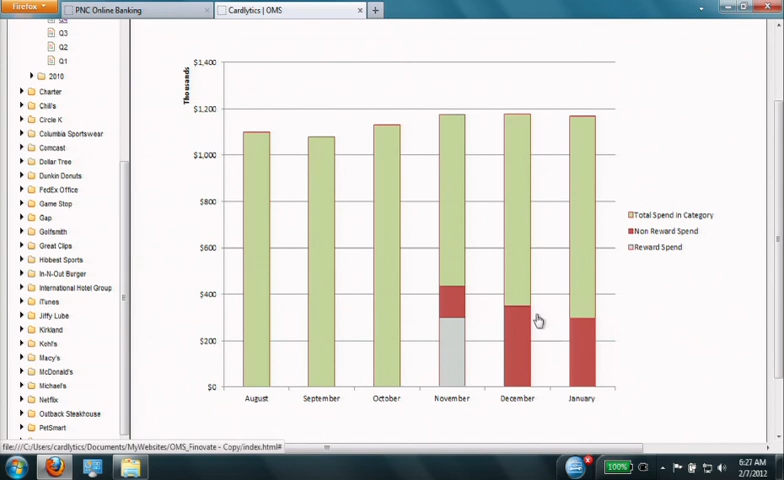 Firefox
PNC Online Banking
Cardlytics | OMS
Q3
Q2
Q1
2010
Charter
Chili's
Circle K
Columbia Sportswear
Comcast
Dollar Tree
Dunkin Donuts
FedEx Office
Game Stop
Gap
Golfsmith
Great Clips
Hibbest Sports
In-N-Out Burger
International Hotel Group
iTunes
Jiffy Lube
Kirkland
Kohl's
Macy's
McDonald's
Michael's
Netflix
Outback Steakhouse
PetSmart
Thousands
$1,400
$1,200
$1,000
$800
$600
$400
$200
$0
August
September
October
November
December
January
Total Spend in Category
Non Reward Spend
Reward Spend
file:///C:/Users/cardlytics/Documents/MyWebsites/OMS_Finovate - Copy/index.html#
100%
6:27 AM
2/7/2012